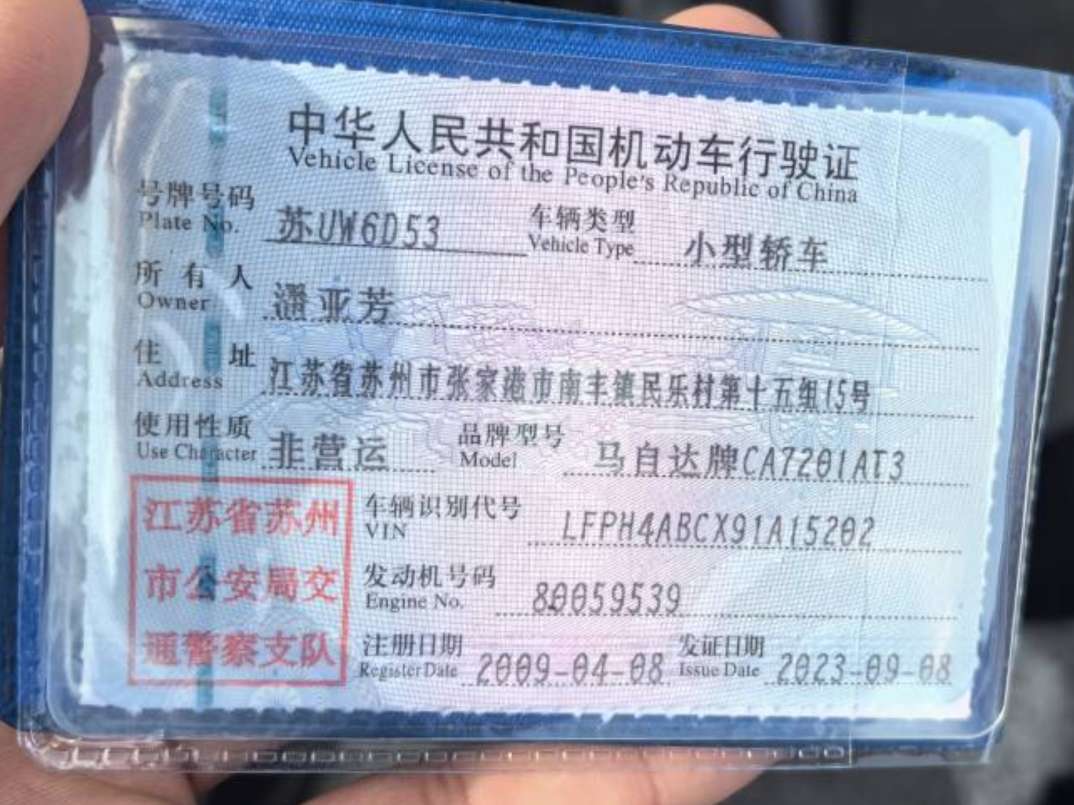 中华人民共和国机动车行驶证
Vehicle License of the People's Republic of China
号牌号码 苏UW6D53 车辆类型 小型轿车
Plate No. Vehicle Type
所有人 潘亚芳
Owner
住址 江苏省苏州市张家港市南丰镇民乐村第十五组15号
Address
使用性质 非营运 品牌型号 马自达牌CA7201AT3
Use Character Model
江苏省苏州
市公安局交
通警察支队
车辆识别代号 LFPH4ABCX91A15202
VIN
发动机号码 80059539
Engine No.
注册日期 2009-04-08 发证日期 2023-09-08
Register Date Issue Date